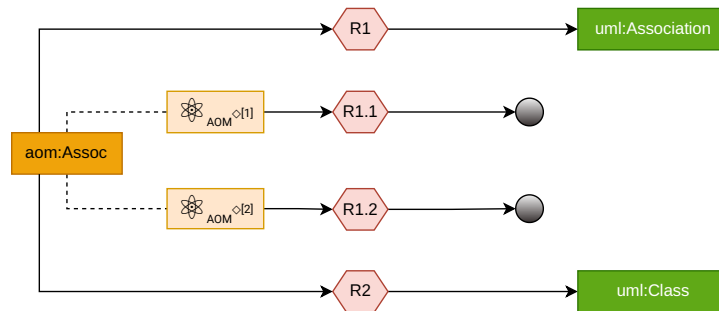 R1
uml:Association
AOM ◇[1]
R1.1
aom:Assoc
AOM ◇[2]
R1.2
R2
uml:Class